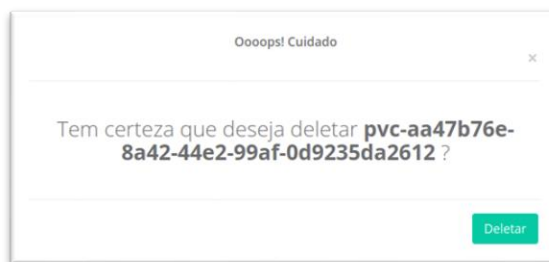 Oooops! Cuidado
×
Tem certeza que deseja deletar pvc-aa47b76e-
8a42-44e2-99af-0d9235da2612 ?
Deletar